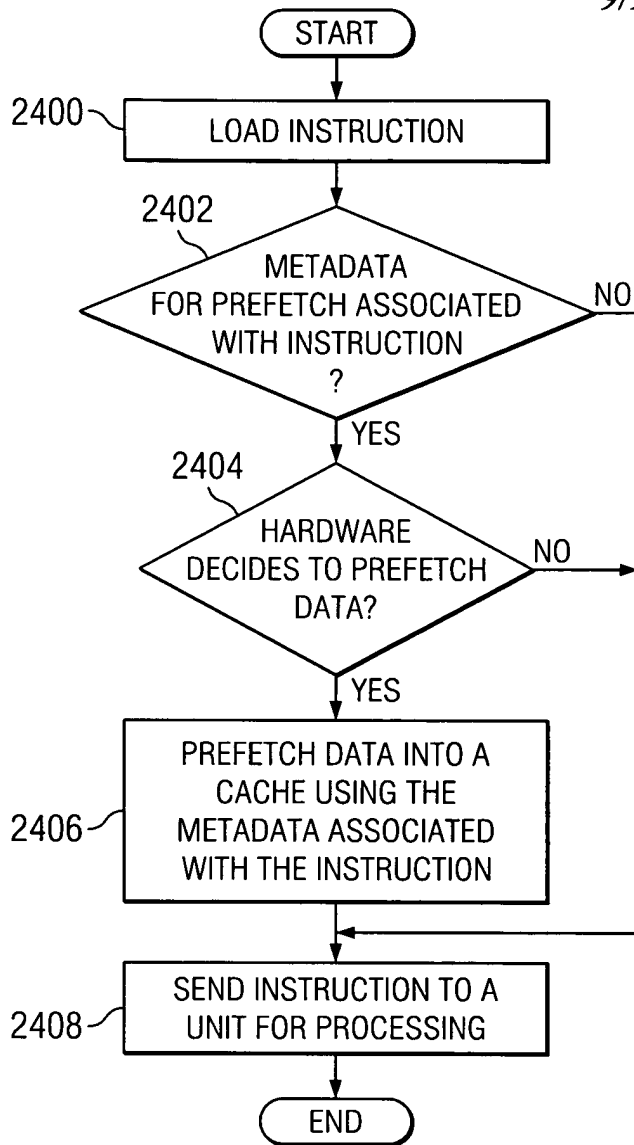 START
2400
LOAD INSTRUCTION
2402
METADATA
FOR PREFETCH ASSOCIATED
WITH INSTRUCTION
?
NO
YES
2404
HARDWARE
DECIDES TO PREFETCH
DATA?
NO
YES
2406
PREFETCH DATA INTO A
CACHE USING THE
METADATA ASSOCIATED
WITH THE INSTRUCTION
2408
SEND INSTRUCTION TO A
UNIT FOR PROCESSING
END